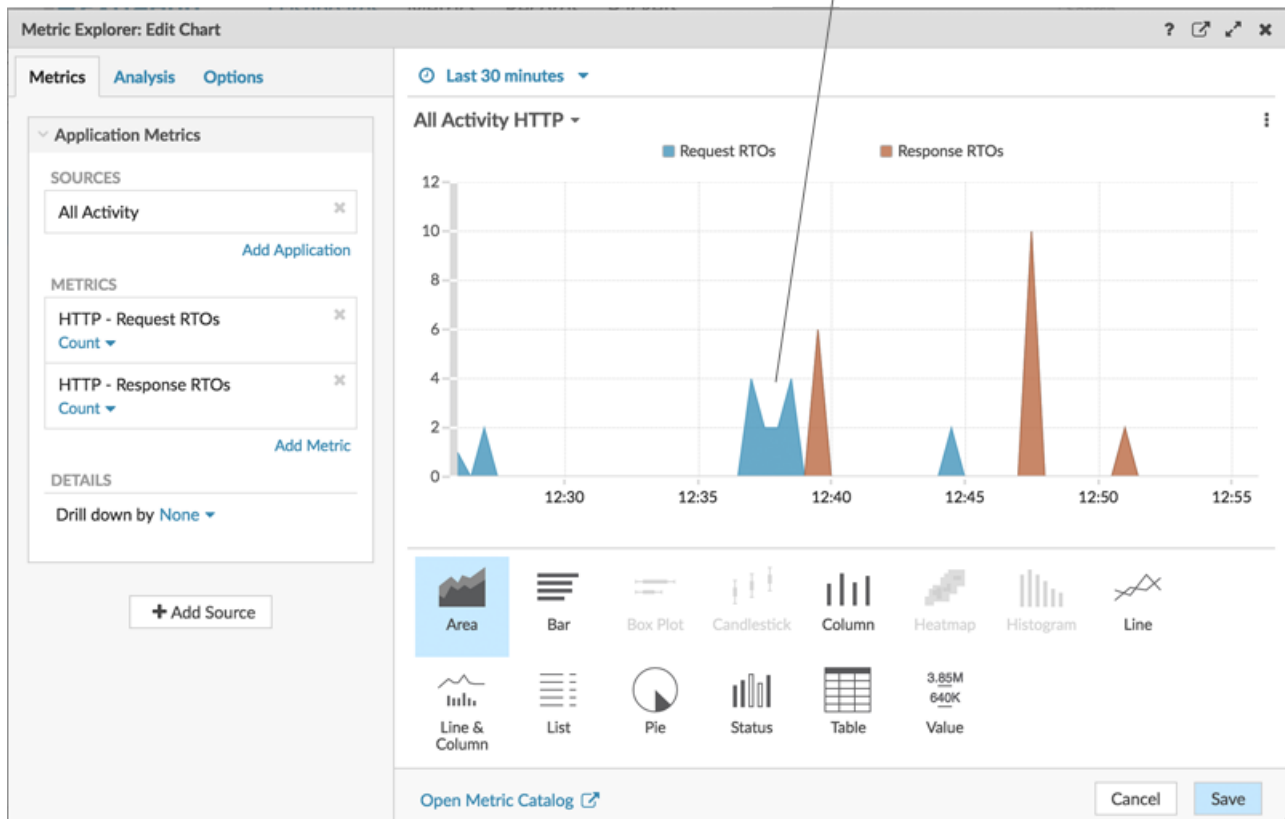 Metric Explorer: Edit Chart
?
Metrics Analysis Options
Last 30 minutes
Application Metrics
SOURCES
All Activity
Add Application
METRICS
HTTP - Request RTOs
Count
HTTP - Response RTOs
Count
Add Metric
DETAILS
Drill down by None
+ Add Source
All Activity HTTP
Request RTOs Response RTOs
12
10
8
6
4
2
0
12:30 12:35 12:40 12:45 12:50 12:55
Area Bar Box Plot Candlestick Column Heatmap Histogram Line
3.85M
640K
Line & Column List Pie Status Table Value
Open Metric Catalog
Cancel Save